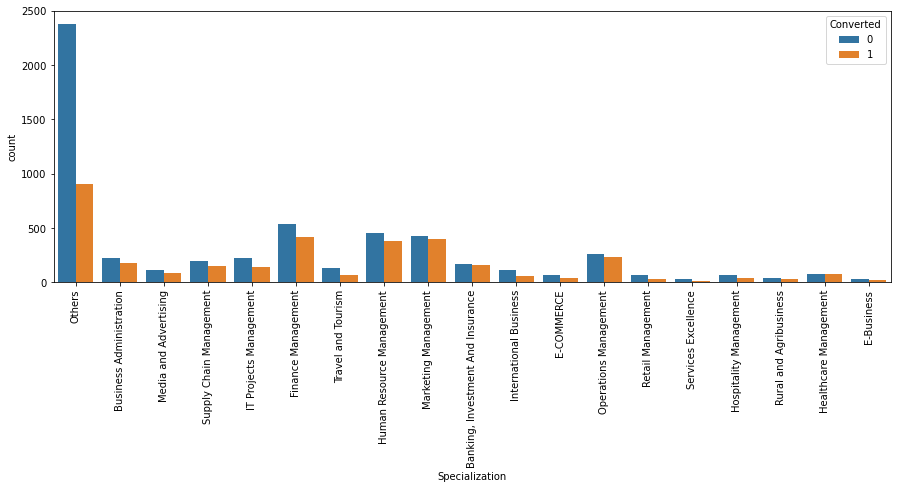 2500
2000
1500
1000
500
0
count
Converted
0
1
Others
Business Administration
Media and Advertising
Supply Chain Management
IT Projects Management
Finance Management
Travel and Tourism
Human Resource Management
Marketing Management
Banking, Investment And Insurance
International Business
E-COMMERCE
Operations Management
Retail Management
Services Excellence
Hospitality Management
Rural and Agribusiness
Healthcare Management
E-Business
Specialization